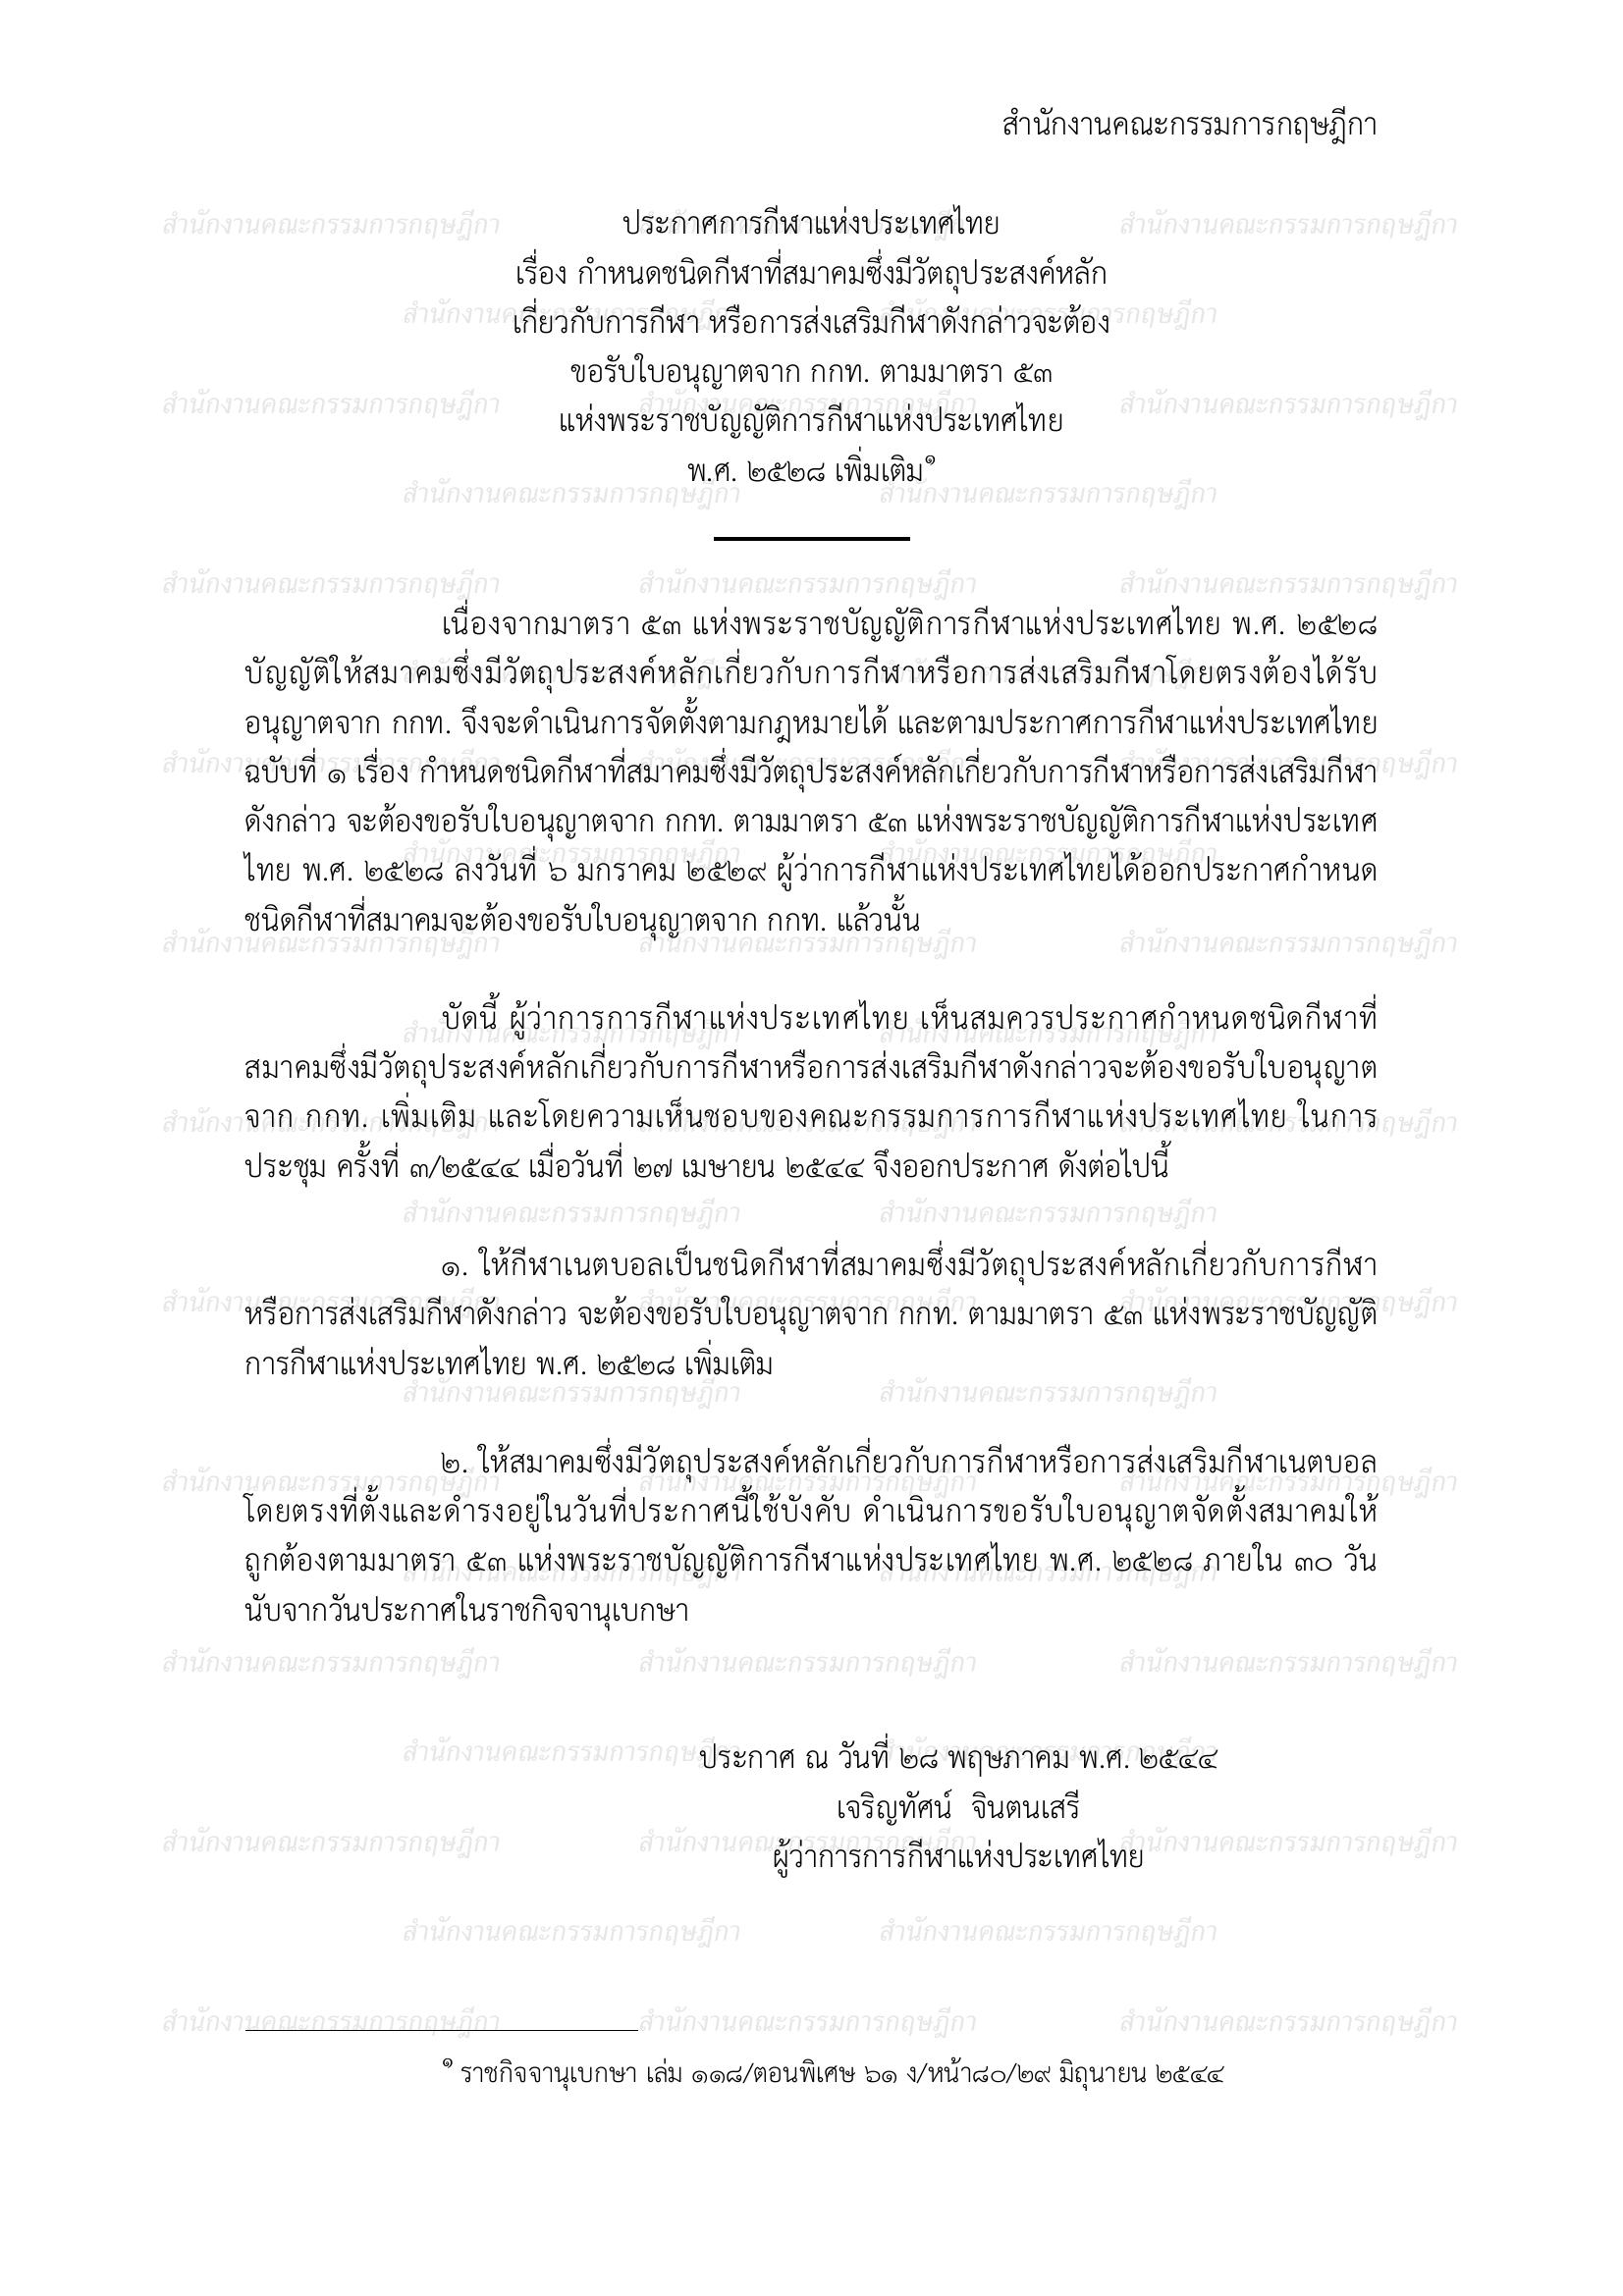 สำนักงานคณะกรรมการกฤษฎีกา
ประกาศการกีฬาแห่งประเทศไทย
เรื่อง กำหนดชนิดกีฬาที่สมาคมซึ่งมีวัตถุประสงค์หลัก
เกี่ยวกับการกีฬา หรือการส่งเสริมกีฬาดังกล่าวจะต้อง
ขอรับใบอนุญาตจาก กกท. ตามมาตรา ๕๓
แห่งพระราชบัญญัติการกีฬาแห่งประเทศไทย
พ.ศ. ๒๕๒๘ เพิ่มเติม๑
เนื่องจากมาตรา ๕๓ แห่งพระราชบัญญัติการกีฬาแห่งประเทศไทย พ.ศ. ๒๕๒๘
บัญญัติให้สมาคมซึ่งมีวัตถุประสงค์หลักเกี่ยวกับการกีฬาหรือการส่งเสริมกีฬาโดยตรงต้องได้รับ
อนุญาตจาก กกท. จึงจะดำเนินการจัดตั้งตามกฎหมายได้ และตามประกาศการกีฬาแห่งประเทศไทย
ฉบับที่ ๑ เรื่อง กำหนดชนิดกีฬาที่สมาคมซึ่งมีวัตถุประสงค์หลักเกี่ยวกับการกีฬาหรือการส่งเสริมกีฬา
ดังกล่าว จะต้องขอรับใบอนุญาตจาก กกท. ตามมาตรา ๕๓ แห่งพระราชบัญญัติการกีฬาแห่งประเทศ
ไทย พ.ศ. ๒๕๒๘ ลงวันที่ ๖ มกราคม ๒๕๒๙ ผู้ว่าการกีฬาแห่งประเทศไทยได้ออกประกาศกำหนด
ชนิดกีฬาที่สมาคมจะต้องขอรับใบอนุญาตจาก กกท. แล้วนั้น
บัดนี้ ผู้ว่าการการกีฬาแห่งประเทศไทย เห็นสมควรประกาศกำหนดชนิดกีฬาที่
สมาคมซึ่งมีวัตถุประสงค์หลักเกี่ยวกับการกีฬาหรือการส่งเสริมกีฬาดังกล่าวจะต้องขอรับใบอนุญาต
จาก กกท. เพิ่มเติม และโดยความเห็นชอบของคณะกรรมการการกีฬาแห่งประเทศไทย ในการ
ประชุม ครั้งที่ ๓/๒๕๔๔ เมื่อวันที่ ๒๗ เมษายน ๒๕๔๔ จึงออกประกาศ ดังต่อไปนี้
๑. ให้กีฬาเนตบอลเป็นชนิดกีฬาที่สมาคมซึ่งมีวัตถุประสงค์หลักเกี่ยวกับการกีฬา
หรือการส่งเสริมกีฬาดังกล่าว จะต้องขอรับใบอนุญาตจาก กกท. ตามมาตรา ๕๓ แห่งพระราชบัญญัติ
การกีฬาแห่งประเทศไทย พ.ศ. ๒๕๒๘ เพิ่มเติม
๒. ให้สมาคมซึ่งมีวัตถุประสงค์หลักเกี่ยวกับการกีฬาหรือการส่งเสริมกีฬาเนตบอล
โดยตรงที่ตั้งและดำรงอยู่ในวันที่ประกาศนี้ใช้บังคับ ดำเนินการขอรับใบอนุญาตจัดตั้งสมาคมให้
ถูกต้องตามมาตรา ๕๓ แห่งพระราชบัญญัติการกีฬาแห่งประเทศไทย พ.ศ. ๒๕๒๘ ภายใน ๓๐ วัน
นับจากวันประกาศในราชกิจจานุเบกษา
ประกาศ ณ วันที่ ๒๘ พฤษภาคม พ.ศ. ๒๕๔๔
เจริญทัศน์ จินตนเสรี
ผู้ว่าการการกีฬาแห่งประเทศไทย
๑ ราชกิจจานุเบกษา เล่ม ๑๑๘/ตอนพิเศษ ๖๑ ง/หน้า๘๐/๒๙ มิถุนายน ๒๕๔๔